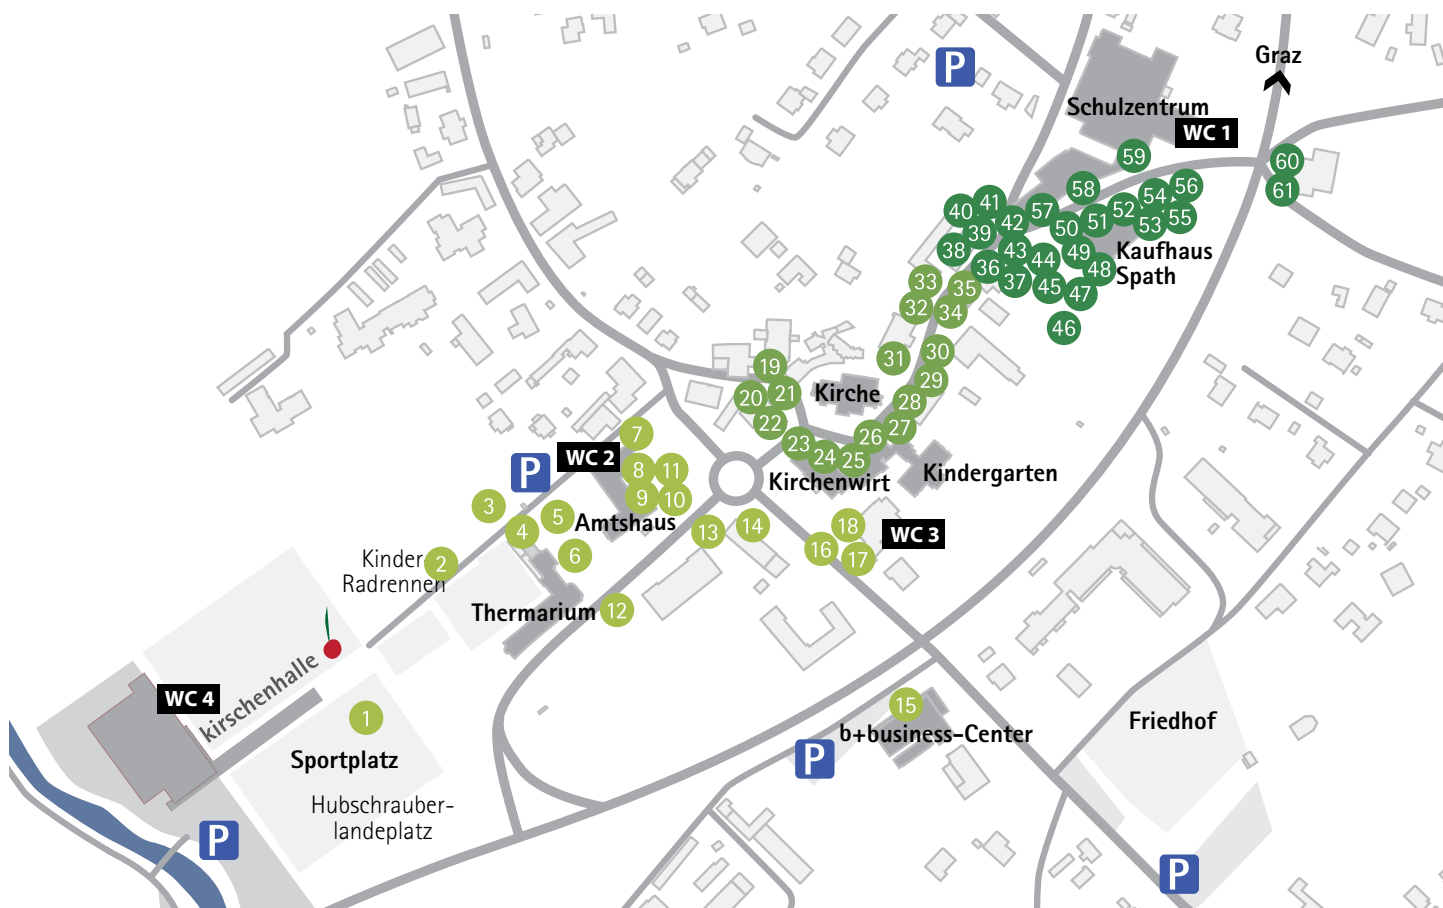 Graz
P
Schulzentrum
WC 1
59
60
61
58
56
54
55
53
52
51
50
57
41
40
42
39
38
43
44
49
48
Kaufhaus
Spath
36
37
45
47
46
33
35
32
34
31
30
29
28
27
26
19
20
21
22
23
24
25
Kirche
Kirchenwirt
Kindergarten
7
WC 2
P
8
11
9
10
3
5
4
Amtshaus
6
2
Kinder-
Radrennen
13
14
18
16
17
WC 3
Thermarium
12
WC 4
kirschenhalle
1
Sportplatz
Hubschrauber-
landeplatz
P
15
b+business-Center
P
Friedhof
P